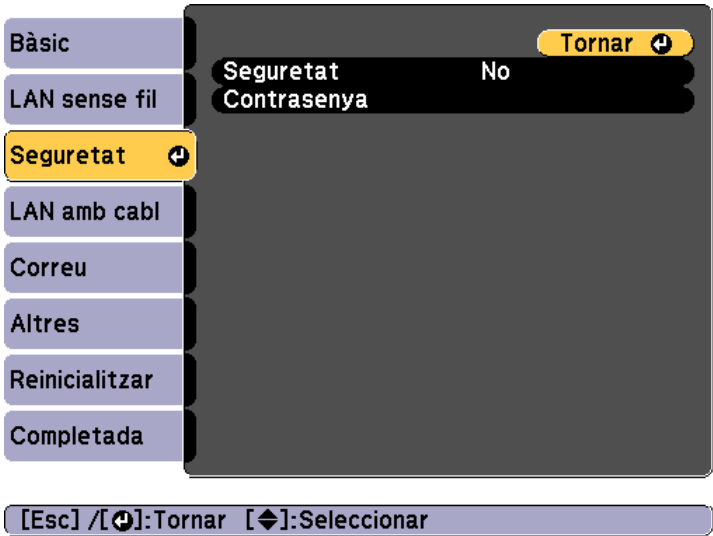 Bàsic
LAN sense fil
Seguretat
LAN amb cabl
Correu
Altres
Reinicialitzar
Completada
Tornar
Seguretat No
Contrasenya
[Esc] /[⏎]:Tornar [◆]:Seleccionar